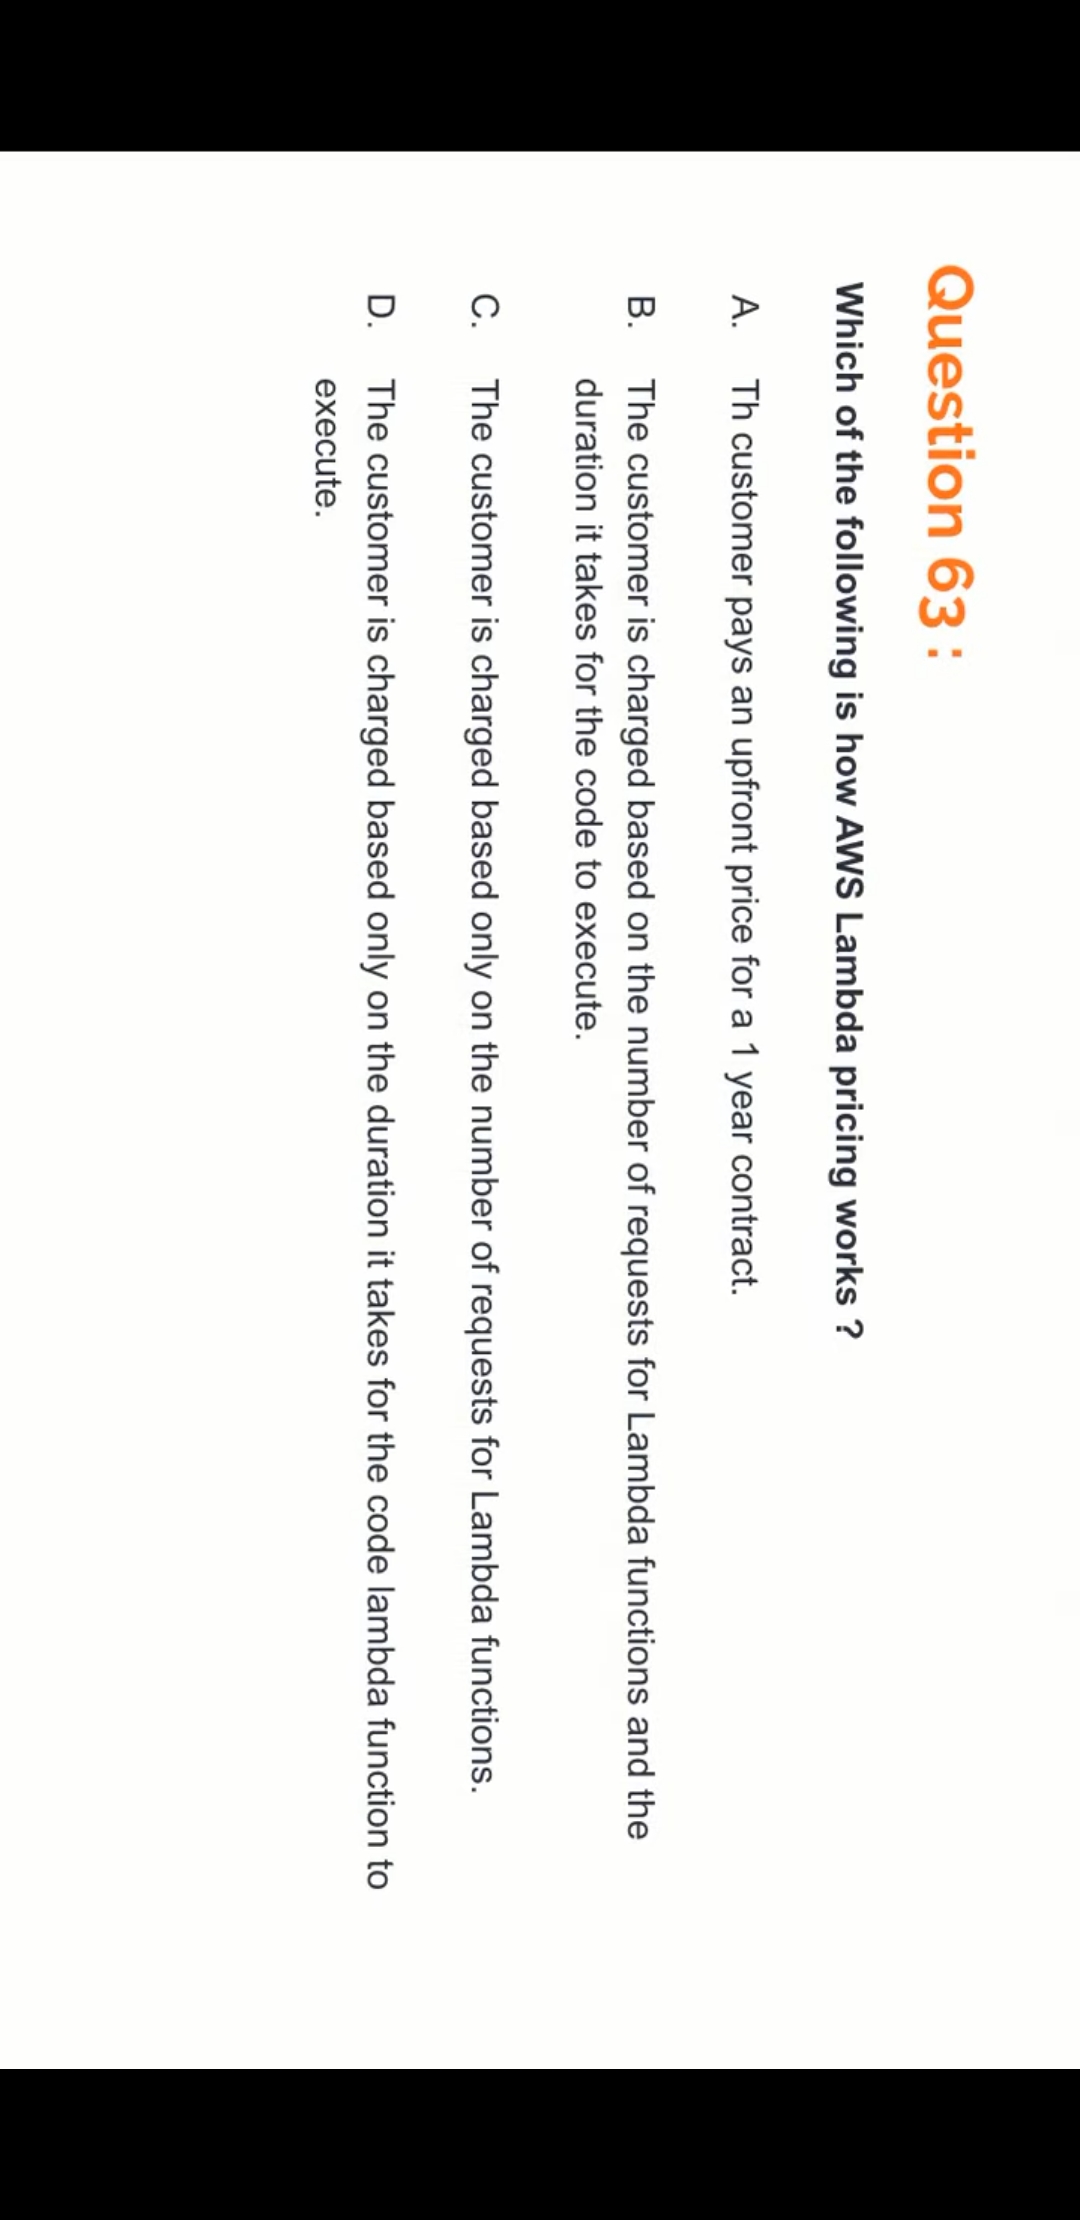 Question 63 :
Which of the following is how AWS Lambda pricing works ?
A. Th customer pays an upfront price for a 1 year contract.
B. The customer is charged based on the number of requests for Lambda functions and the
duration it takes for the code to execute.
C. The customer is charged based only on the number of requests for Lambda functions.
D. The customer is charged based only on the duration it takes for the code lambda function to
execute.